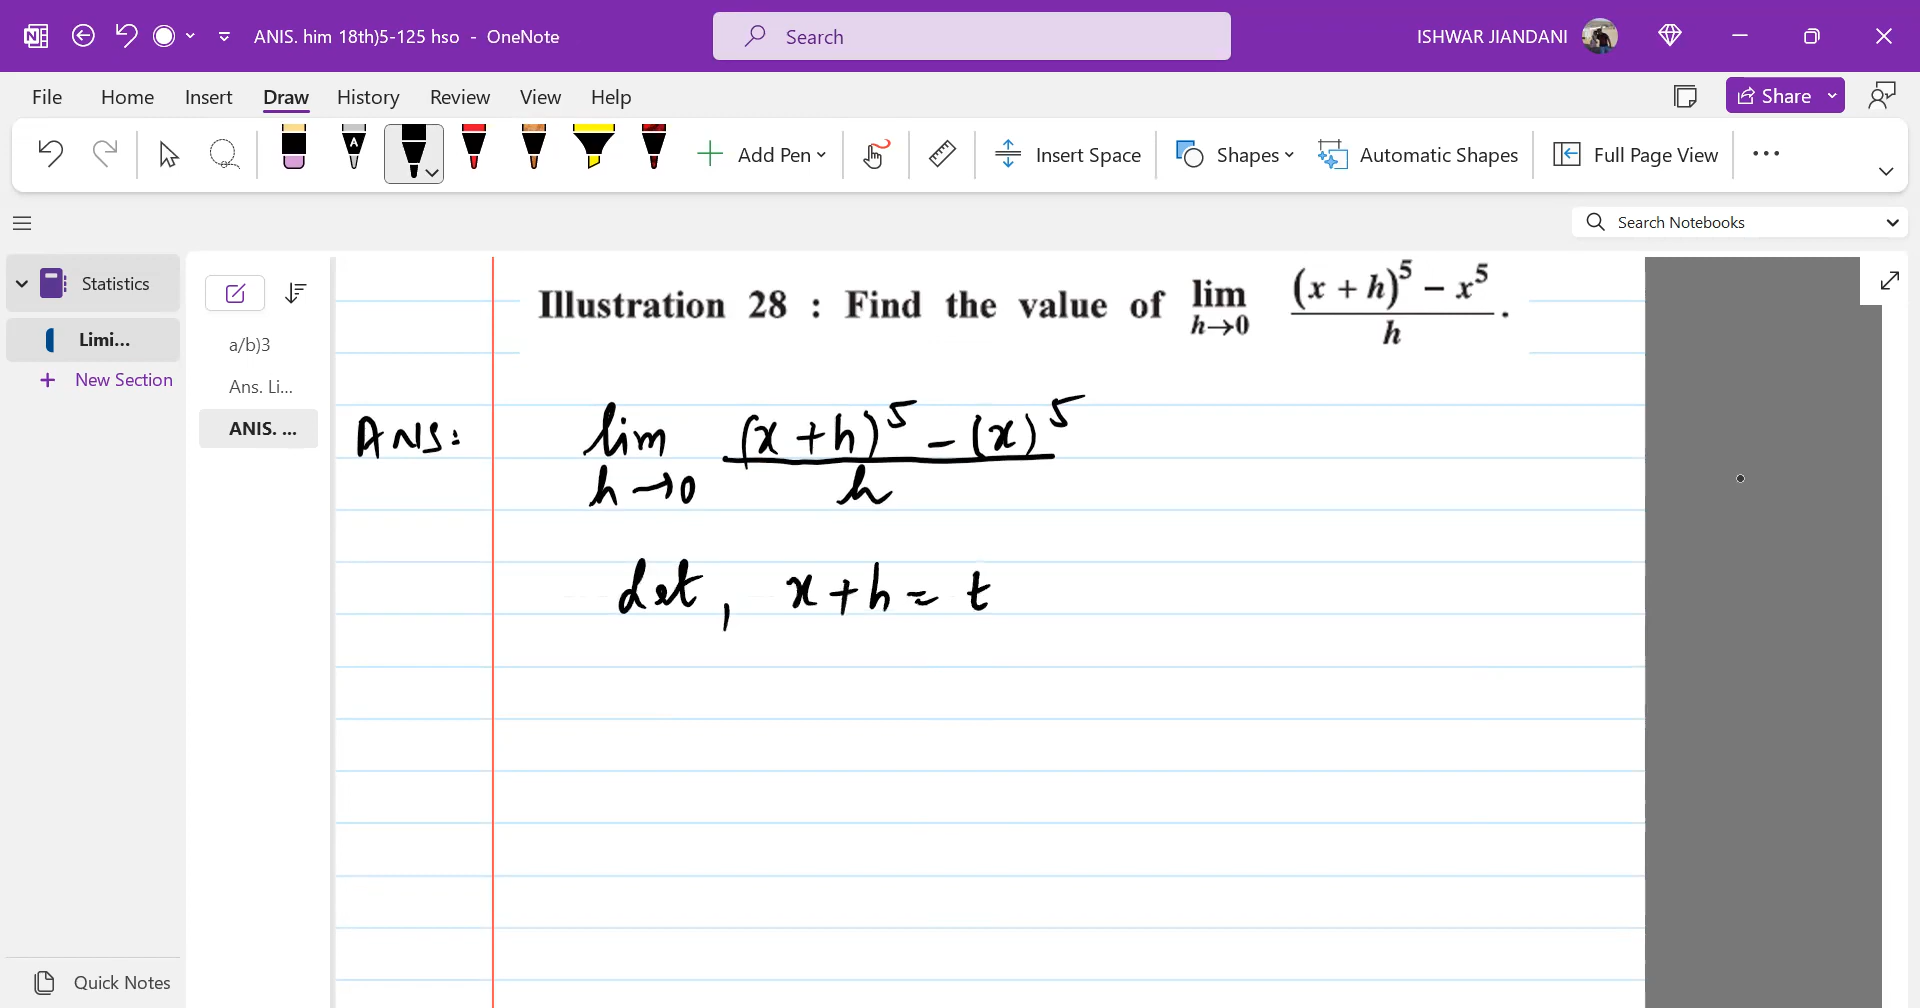 ANIS. him 18th)5-125 hso - OneNote
Search
ISHWAR JIANDANI
File Home Insert Draw History Review View Help
Share
A
Add Pen
Insert Space
Shapes
Automatic Shapes
Full Page View
Search Notebooks
Statistics
Limi...
New Section
a/b)3
Ans. Li...
ANIS. ...
Illustration 28 : Find the value of lim h→0 (x + h)^5 − x^5 / h .
ANS: lim h→0 (x + h)^5 − (x)^5 / h
Let, x + h = t
Quick Notes